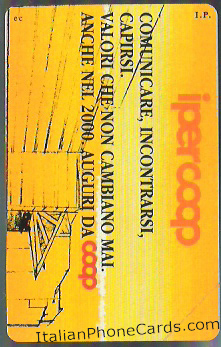 I.P.
ec
ipercoop
COMUNICARE, INCONTRARSI,
CAPIRSI.
VALORI CHE NON CAMBIANO MAI.
ANCHE NEL 2000. AUGURI DA coop
ItalianPhoneCards.com